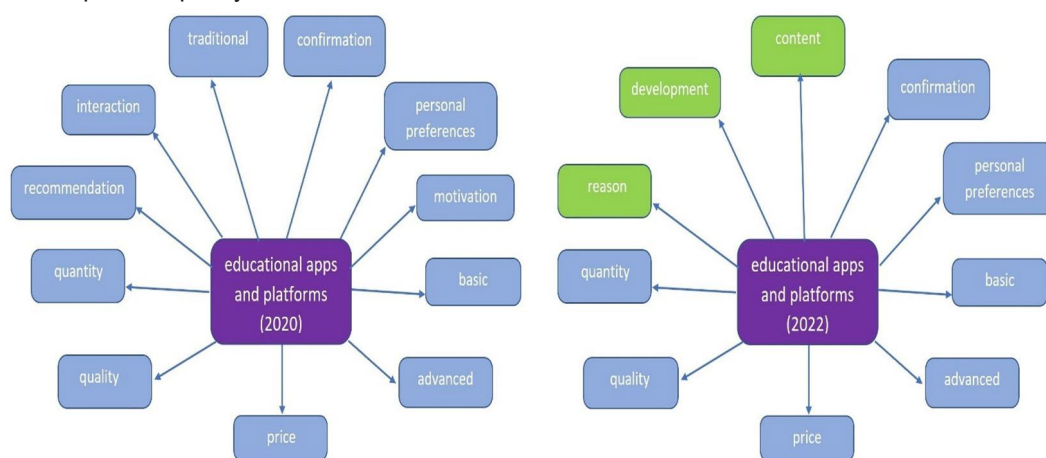 traditional
confirmation
interaction
personal
preferences
recommendation
motivation
quantity
educational apps
and platforms
(2020)
basic
quality
advanced
price
content
development
confirmation
reason
personal
preferences
quantity
educational apps
and platforms
(2022)
basic
quality
advanced
price